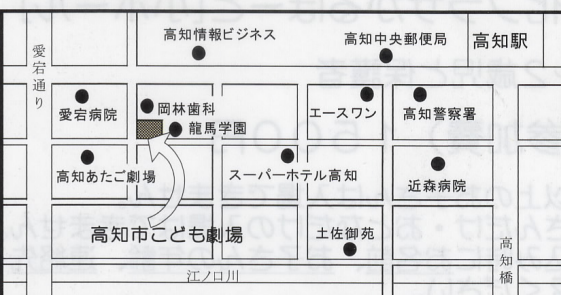 愛宕通り
高知情報ビジネス
高知中央郵便局
高知駅
愛宕病院
岡林歯科
龍馬学園
エースワン
高知警察署
高知あたご劇場
スーパーホテル高知
近森病院
高知市こども劇場
土佐御苑
高知橋
江ノ口川